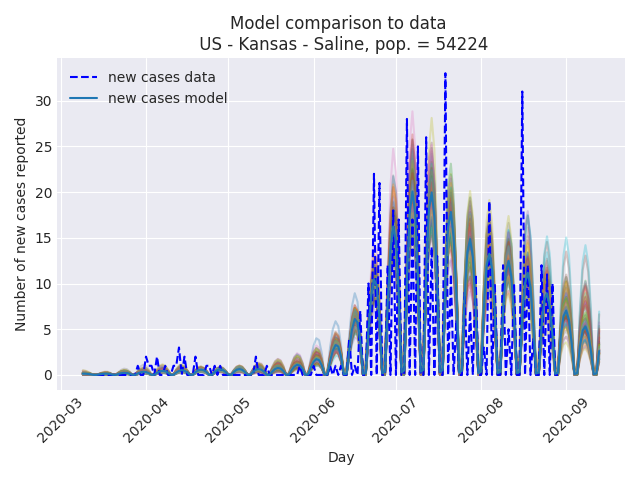 Model comparison to data
US - Kansas - Saline, pop. = 54224
new cases data
new cases model
Number of new cases reported
30
25
20
15
10
5
0
2020-03
2020-04
2020-05
2020-06
2020-07
2020-08
2020-09
Day